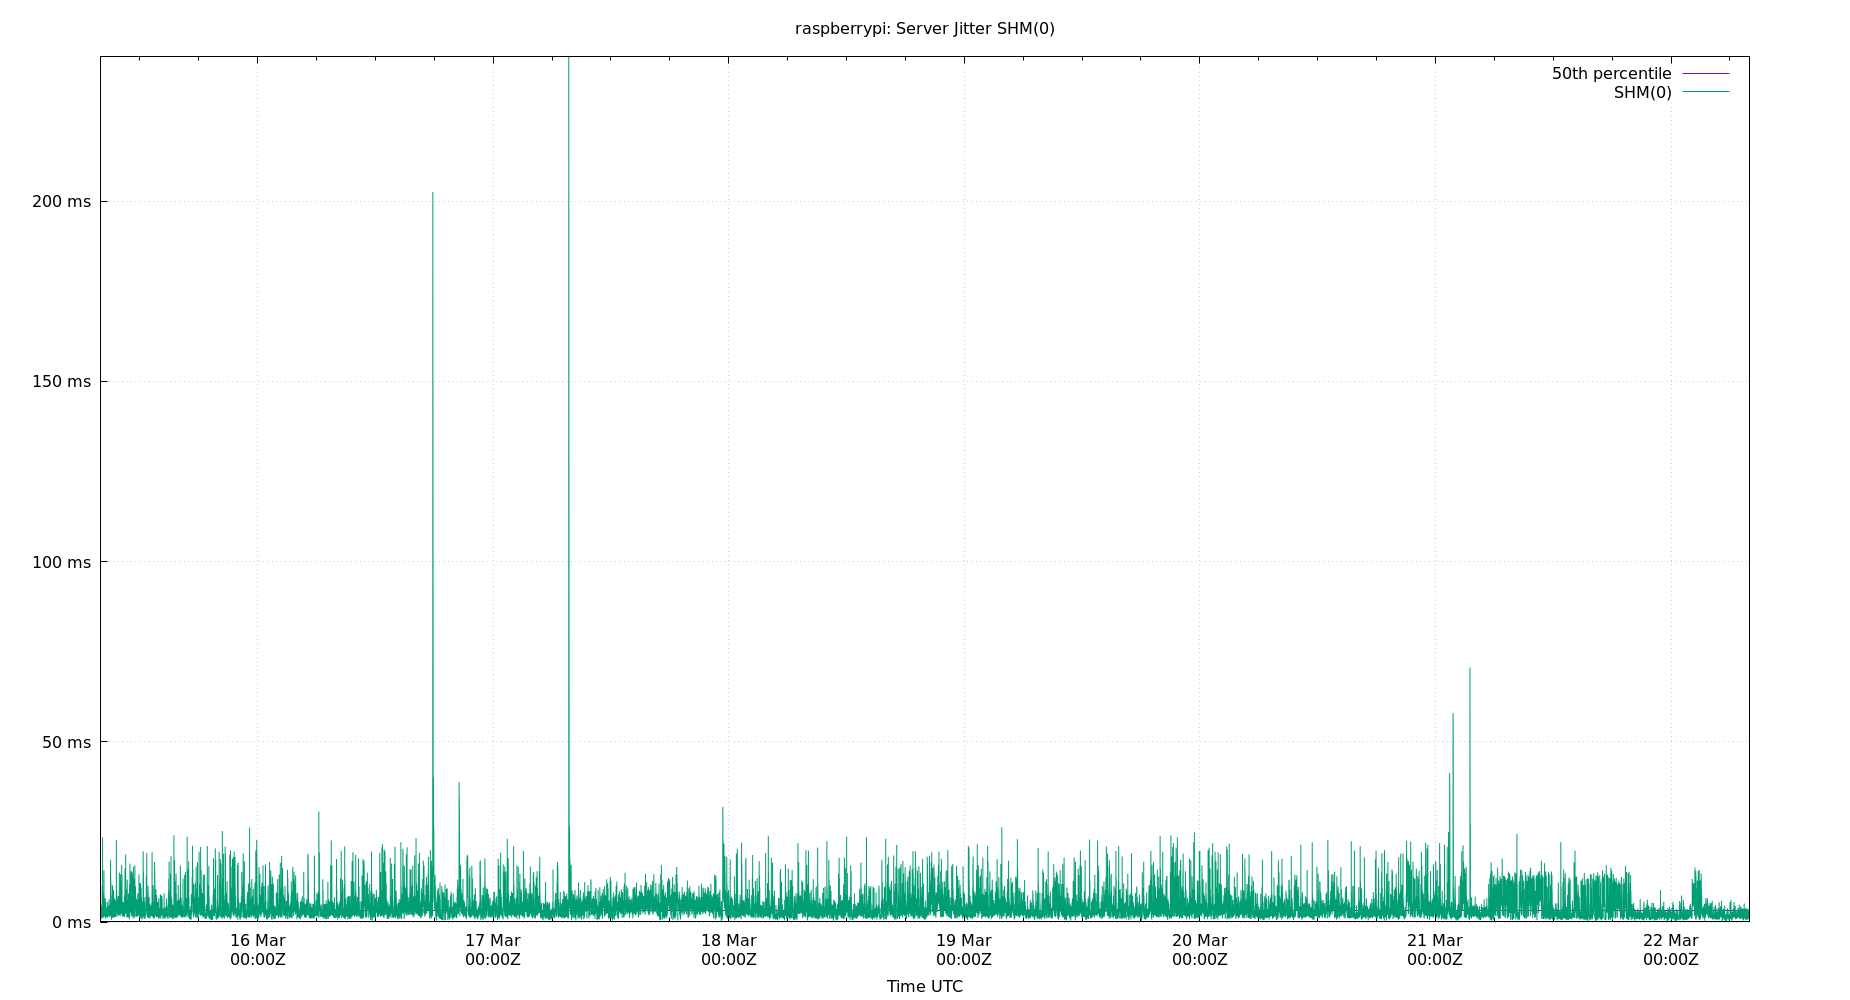 raspberrypi: Server Jitter SHM(0)
50th percentile
SHM(0)
200 ms
150 ms
100 ms
50 ms
0 ms
16 Mar 17 Mar 18 Mar 19 Mar 20 Mar 21 Mar 22 Mar
00:00Z 00:00Z 00:00Z 00:00Z 00:00Z 00:00Z 00:00Z
Time UTC